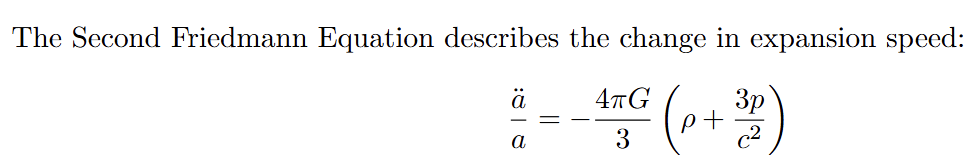 The Second Friedmann Equation describes the change in expansion speed:
ä/a = −4πG/3 (ρ + 3p/c²)